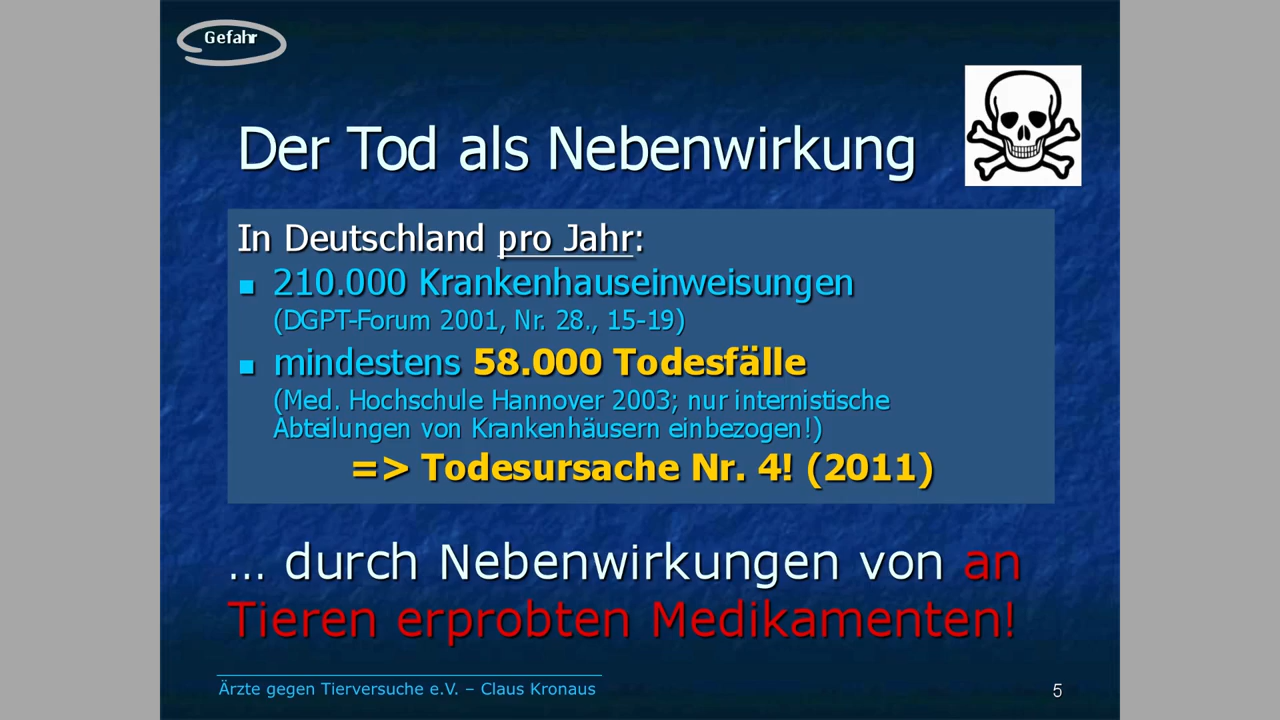 Gefahr
Der Tod als Nebenwirkung
In Deutschland pro Jahr:
210.000 Krankenhauseinweisungen
(DGPT-Forum 2001, Nr. 28., 15-19)
mindestens 58.000 Todesfälle
(Med. Hochschule Hannover 2003; nur internistische
Abteilungen von Krankenhäusern einbezogen!)
=> Todesursache Nr. 4! (2011)
… durch Nebenwirkungen von an
Tieren erprobten Medikamenten!
Ärzte gegen Tierversuche e.V. – Claus Kronaus
5